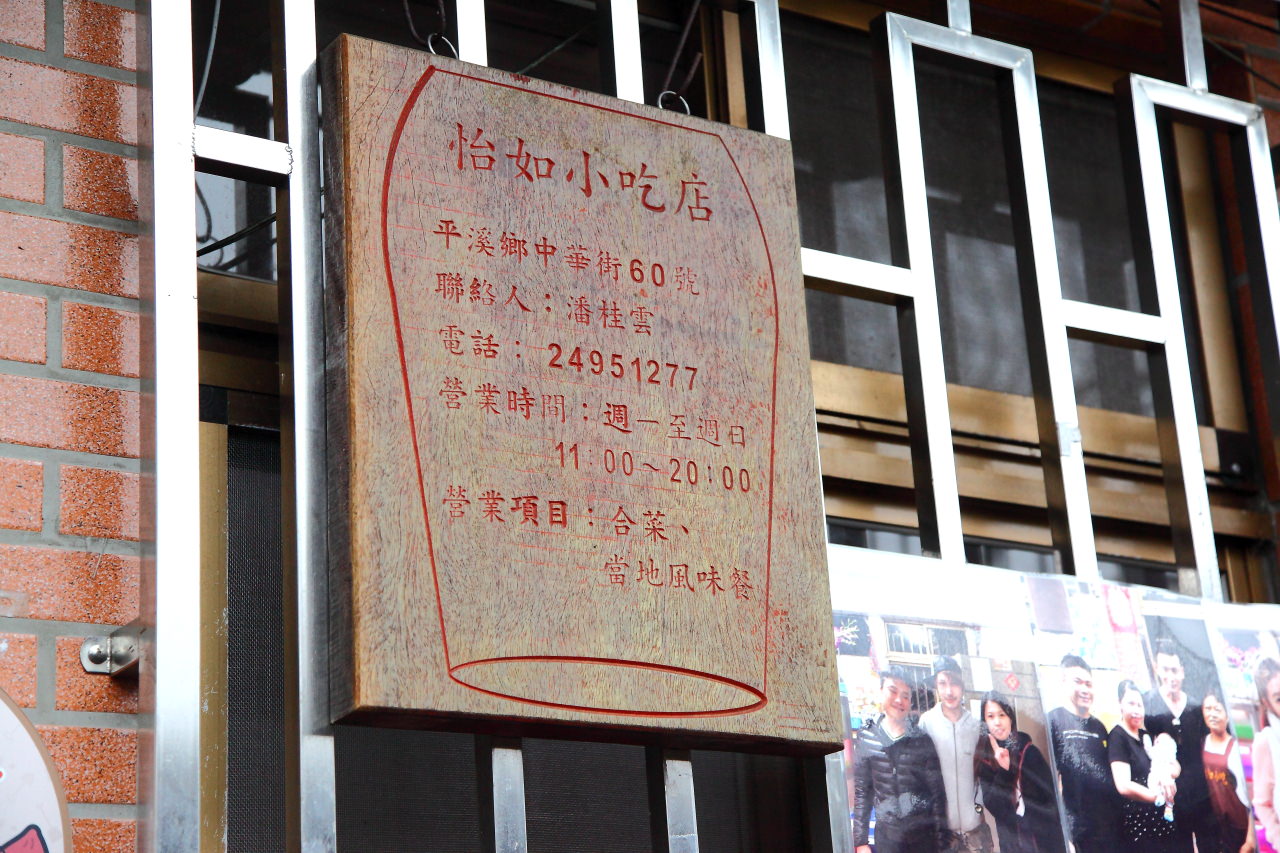 怡如小吃店
平溪鄉中華街60號
聯絡人：潘桂雲
電話：24951277
營業時間：週一至週日
11:00～20:00
營業項目：合菜、
當地風味餐